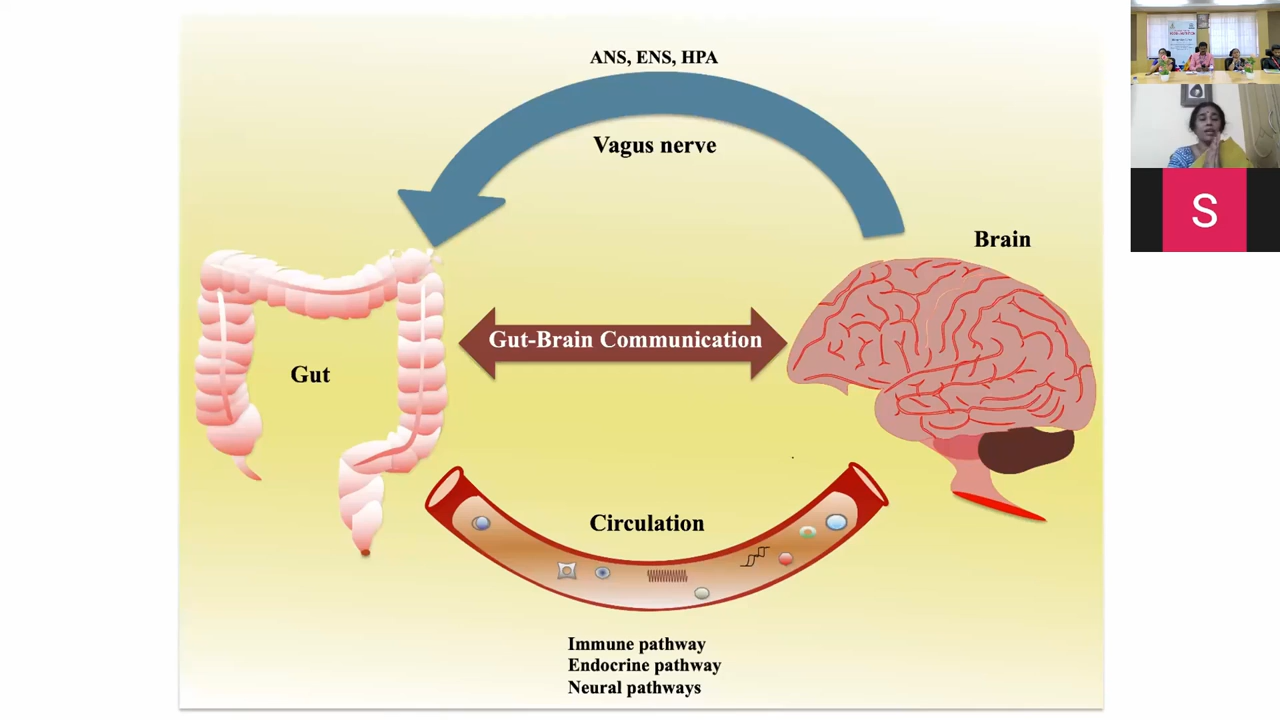 ANS, ENS, HPA
Vagus nerve
Brain
Gut-Brain Communication
Gut
Circulation
Immune pathway
Endocrine pathway
Neural pathways
S